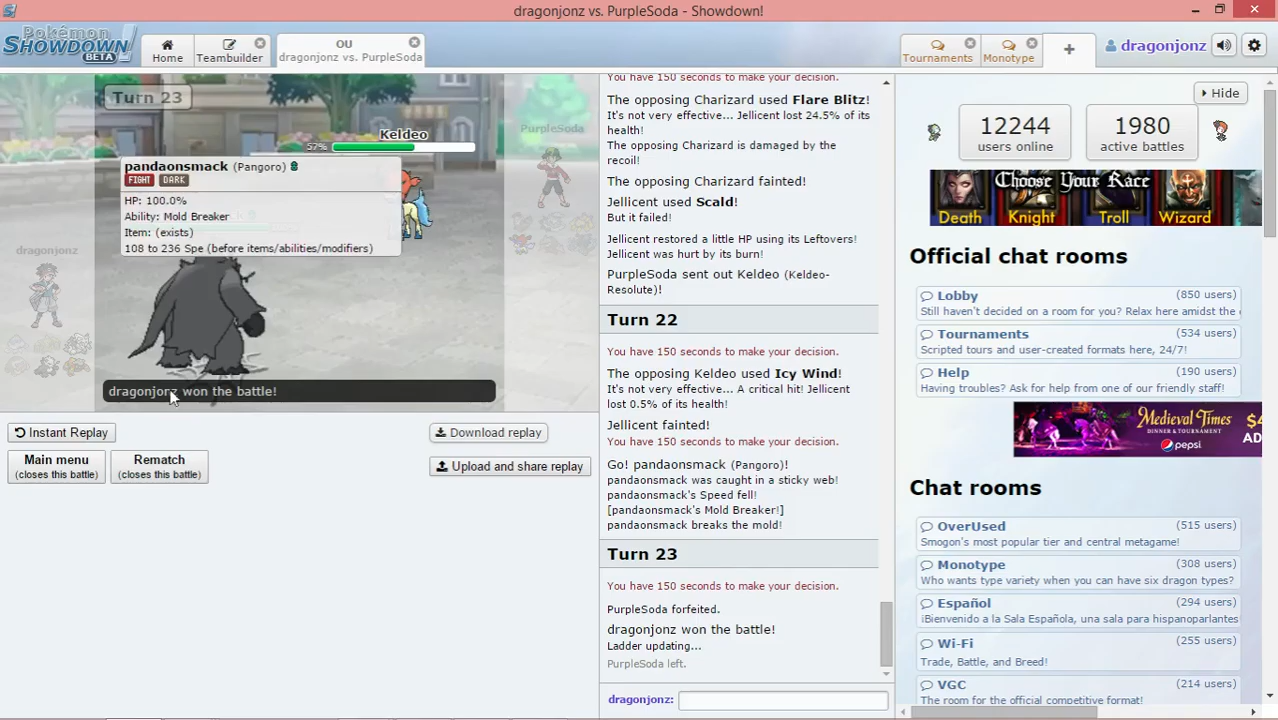 dragonjonz vs. PurpleSoda - Showdown!
Pokémon
Showdown!
BETA
Home
Teambuilder
OU
dragonjonz vs. PurpleSoda
Tournaments
Monotype
+
dragonjonz
Turn 23
Keldeo
57%
PurpleSoda
pandaonsmack (Pangoro)
FIGHT DARK
HP: 100.0%
Ability: Mold Breaker
Item: (exists)
108 to 236 Spe (before items/abilities/modifiers)
dragonjonz
dragonjonz won the battle!
Instant Replay
Download replay
Main menu
(closes this battle)
Rematch
(closes this battle)
Upload and share replay
You have 150 seconds to make your decision.
The opposing Charizard used Flare Blitz!
It's not very effective... Jellicent lost 24.5% of its
health!
The opposing Charizard is damaged by the
recoil!
The opposing Charizard fainted!
Jellicent used Scald!
But it failed!
Jellicent restored a little HP using its Leftovers!
Jellicent was hurt by its burn!
PurpleSoda sent out Keldeo (Keldeo-
Resolute)!
Turn 22
You have 150 seconds to make your decision.
The opposing Keldeo used Icy Wind!
It's not very effective... A critical hit! Jellicent
lost 0.5% of its health!
Jellicent fainted!
You have 150 seconds to make your decision.
Go! pandaonsmack (Pangoro)!
pandaonsmack was caught in a sticky web!
pandaonsmack's Speed fell!
[pandaonsmack's Mold Breaker!]
pandaonsmack breaks the mold!
Turn 23
You have 150 seconds to make your decision.
PurpleSoda forfeited.
dragonjonz won the battle!
Ladder updating...
PurpleSoda left.
dragonjonz:
Hide
12244
users online
1980
active battles
Choose Your Race
Death Knight Troll Wizard
Official chat rooms
Lobby (850 users)
Still haven't decided on a room for you? Relax here amidst the
Tournaments (534 users)
Scripted tours and user-created formats here, 24/7!
Help (190 users)
Having troubles? Ask for help from one of our friendly staff!
Medieval Times
DINNER & TOURNAMENT
pepsi
$4
AD
Chat rooms
OverUsed (515 users)
Smogon's most popular tier and central metagame!
Monotype (308 users)
Who wants type variety when you can have six dragon types?
Español (294 users)
¡Bienvenido a la Sala Española, una sala para hispanoparlantes
Wi-Fi (255 users)
Trade, Battle, and Breed!
VGC (214 users)
The room for the official competitive format!